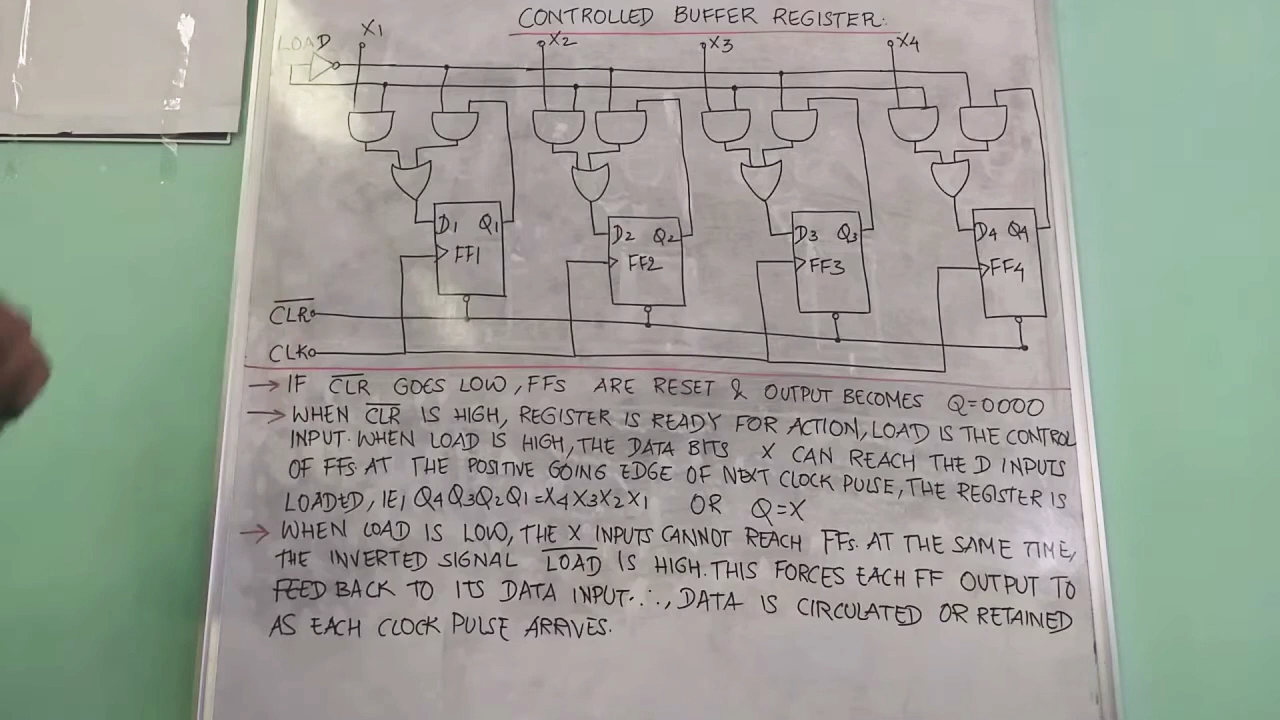 CONTROLLED BUFFER REGISTER.
LOAD X1 X2 X3 X4
D1 Q1 D2 Q2 D3 Q3 D4 Q4
FF1 FF2 FF3 FF4
C̅L̅R̅
CLK
→ IF C̅L̅R̅ GOES LOW, FFS ARE RESET & OUTPUT BECOMES Q=0000
→ WHEN C̅L̅R̅ IS HIGH, REGISTER IS READY FOR ACTION, LOAD IS THE CONTROL
INPUT. WHEN LOAD IS HIGH, THE DATA BITS X CAN REACH THE D INPUTS
OF FFS. AT THE POSITIVE GOING EDGE OF NEXT CLOCK PULSE, THE REGISTER IS
LOADED, IE, Q4Q3Q2Q1=X4X3X2X1 OR Q=X
→ WHEN LOAD IS LOW, THE X INPUTS CANNOT REACH FFS. AT THE SAME TIME,
THE INVERTED SIGNAL L̅O̅A̅D̅ IS HIGH. THIS FORCES EACH FF OUTPUT TO
FEED BACK TO ITS DATA INPUT. ∴, DATA IS CIRCULATED OR RETAINED
AS EACH CLOCK PULSE ARRIVES.